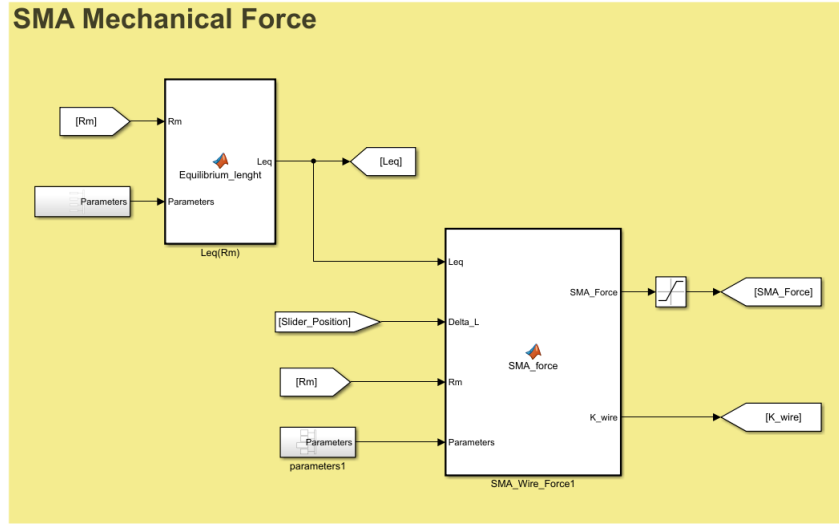 SMA Mechanical Force
[Rm]
Rm
Leq
Equilibrium_lenght
[Leq]
Parameters
Parameters
Leq(Rm)
Leq
SMA_Force
[SMA_Force]
[Slider_Position]
Delta_L
SMA_force
[Rm]
Rm
K_wire
[K_wire]
Parameters
Parameters
parameters1
SMA_Wire_Force1